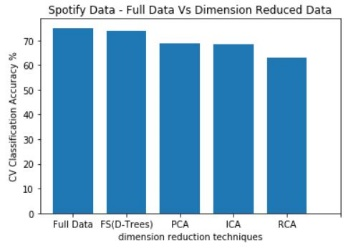 Spotify Data - Full Data Vs Dimension Reduced Data
CV Classification Accuracy %
70
60
50
40
30
20
10
0
Full Data FS(D-Trees) PCA ICA RCA
dimension reduction techniques